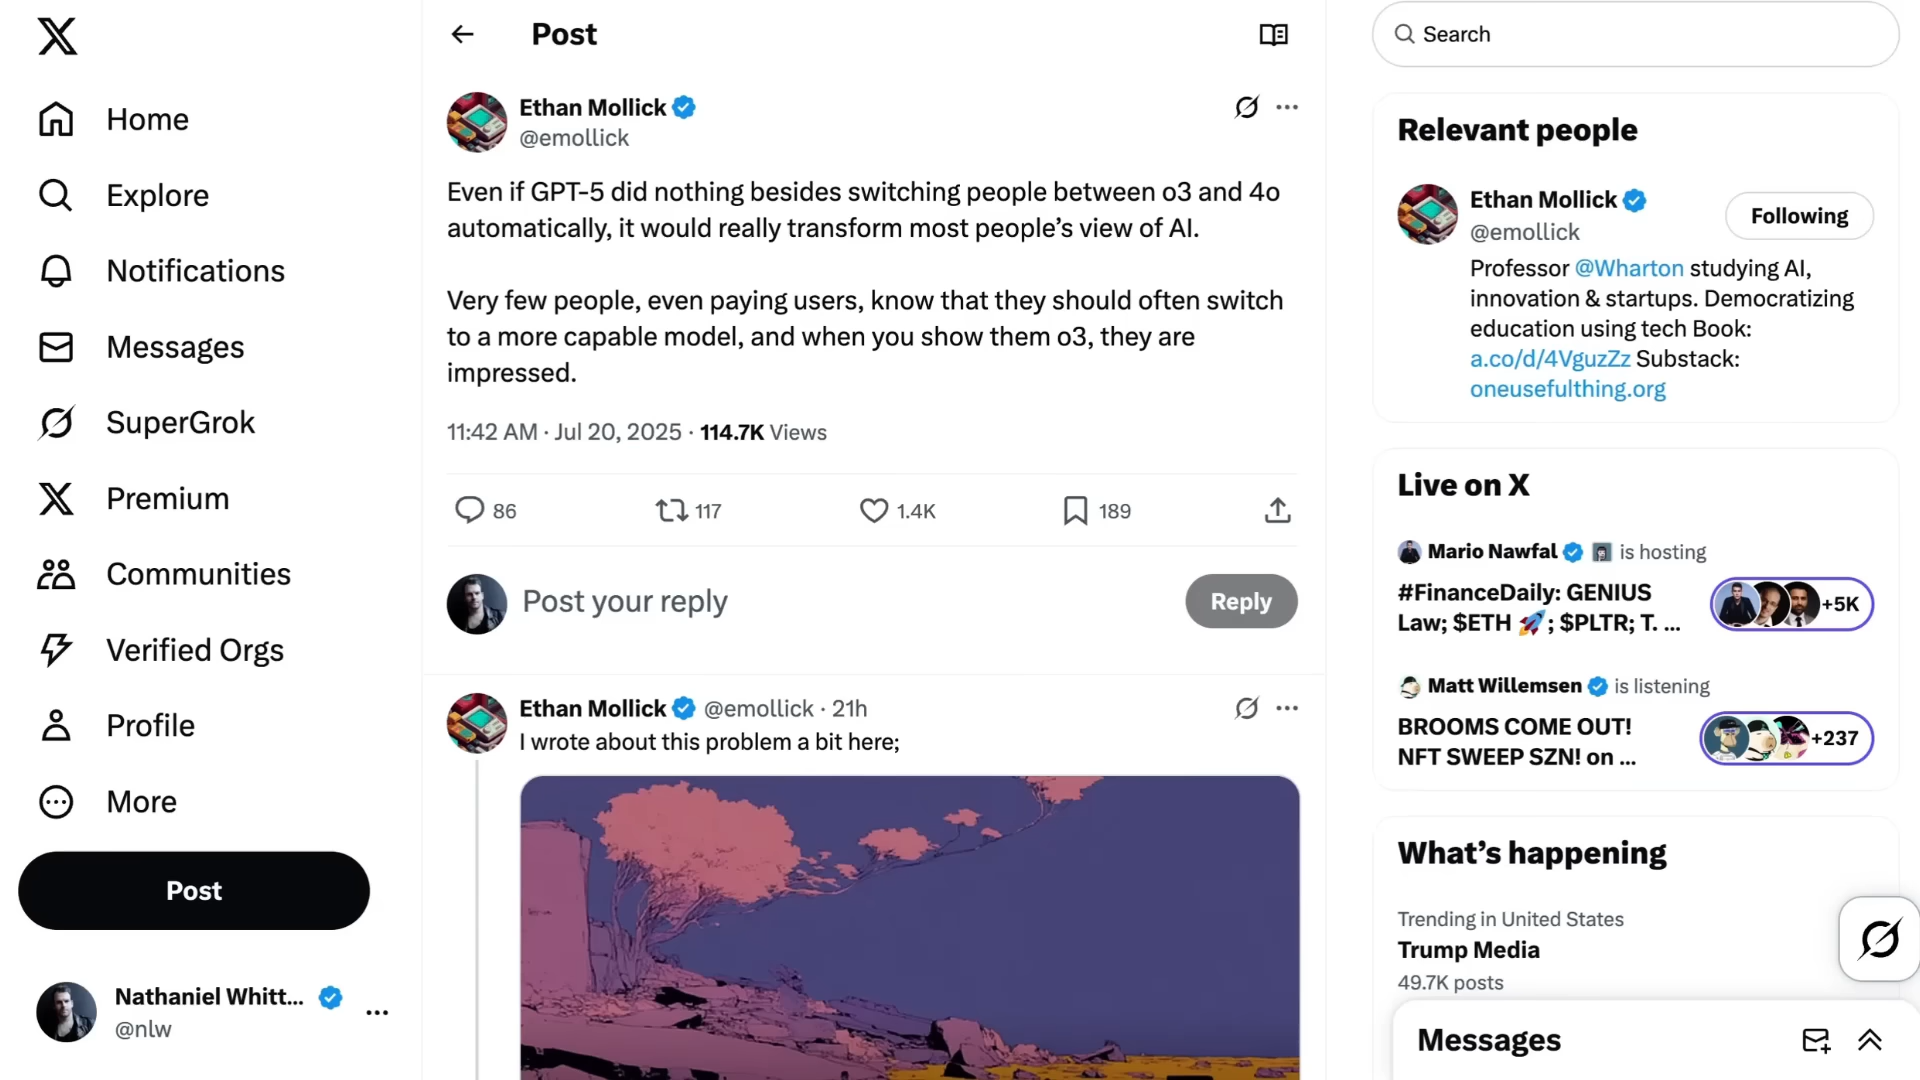 Home
Explore
Notifications
Messages
SuperGrok
Premium
Communities
Verified Orgs
Profile
More
Post
Nathaniel Whitt...
@nlw
Post
Ethan Mollick
@emollick
Even if GPT-5 did nothing besides switching people between o3 and 4o
automatically, it would really transform most people’s view of AI.
Very few people, even paying users, know that they should often switch
to a more capable model, and when you show them o3, they are
impressed.
11:42 AM · Jul 20, 2025 · 114.7K Views
86
117
1.4K
189
Post your reply
Reply
Ethan Mollick @emollick · 21h
I wrote about this problem a bit here;
Search
Relevant people
Ethan Mollick
@emollick
Following
Professor @Wharton studying AI,
innovation & startups. Democratizing
education using tech Book:
a.co/d/4VguzZz Substack:
oneusefulthing.org
Live on X
Mario Nawfal is hosting
#FinanceDaily: GENIUS
Law; $ETH 🚀; $PLTR; T. ...
+5K
Matt Willemsen is listening
BROOMS COME OUT!
NFT SWEEP SZN! on ...
+237
What’s happening
Trending in United States
Trump Media
49.7K posts
Messages